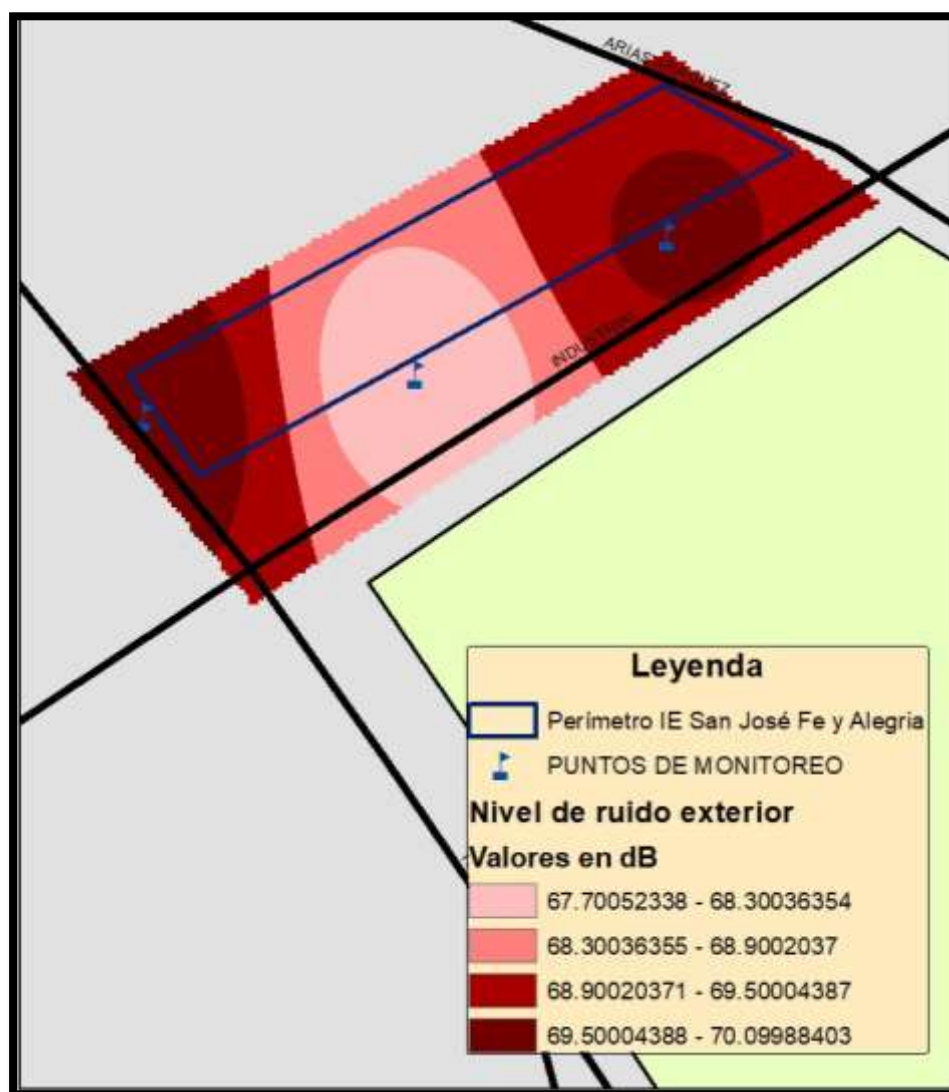 INDUSTRIAL
Leyenda
Perímetro IE San José Fe y Alegria
PUNTOS DE MONITOREO
Nivel de ruido exterior
Valores en dB
67.70052338 - 68.30036354
68.30036355 - 68.9002037
68.90020371 - 69.50004387
69.50004388 - 70.09988403